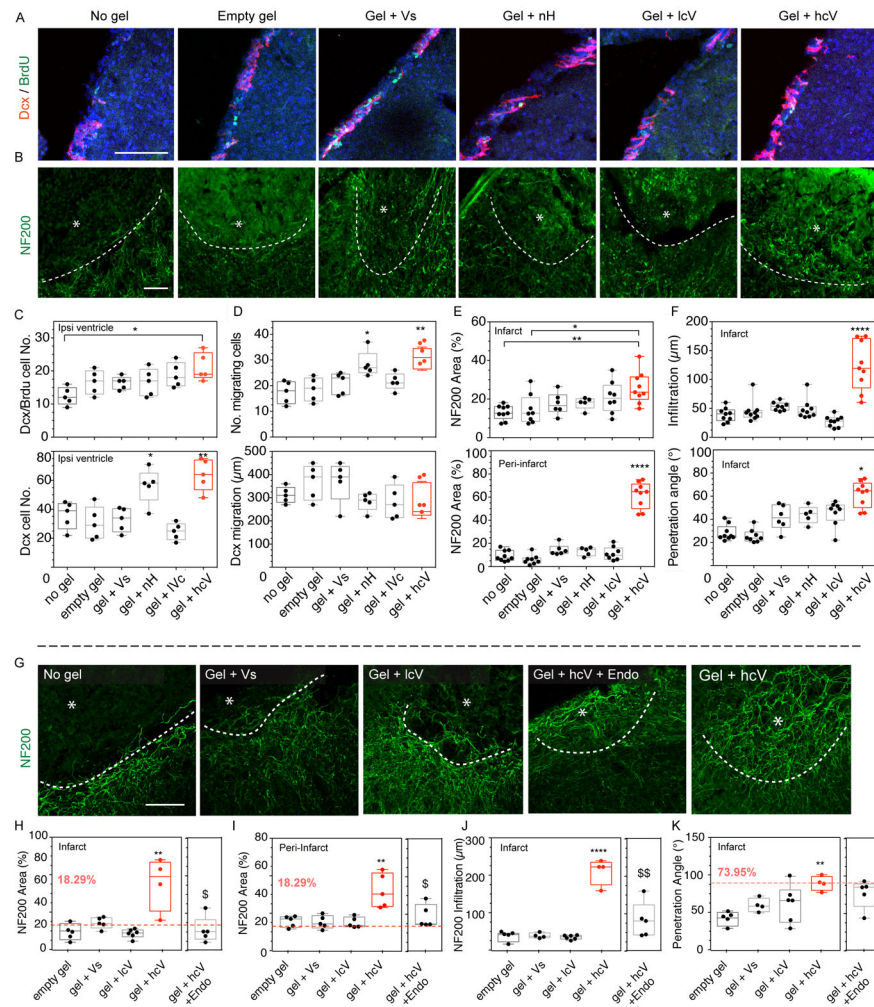 A
No gel
Empty gel
Gel + Vs
Gel + nH
Gel + lcV
Gel + hcV
Dcx / BrdU
B
NF200
*
*
*
*
*
*
C
Ipsi ventricle
*
Dcx/Brdu cell No.
30
20
10
0
Ipsi ventricle
*
**
Dcx cell No.
80
60
40
20
0
no gel
empty gel
gel + Vs
gel + nH
gel + lVc
gel + hcV
D
*
**
No. migrating cells
50
40
30
20
10
0
Dcx migration (µm)
500
400
300
200
no gel
empty gel
gel + Vs
gel + nH
gel + lcV
gel + hcV
E
Infarct
*
**
NF200 Area (%)
60
40
20
0
Peri-infarct
****
NF200 Area (%)
80
60
40
20
0
no gel
empty gel
gel + Vs
gel + nH
gel + lcV
gel + hcV
F
Infarct
****
Infiltration (µm)
200
150
100
50
0
Infarct
*
Penetration angle (°)
100
80
60
40
20
0
no gel
empty gel
gel + Vs
gel + nH
gel + lcV
gel + hcV
G
No gel
Gel + Vs
Gel + lcV
Gel + hcV + Endo
Gel + hcV
NF200
*
*
*
*
*
H
Infarct
18.29%
**
$
NF200 Area (%)
100
80
60
40
20
0
empty gel
gel + Vs
gel + lcV
gel + hcV
gel + hcV
+Endo
I
Peri-Infarct
18.29%
**
$
NF200 Area (%)
80
60
40
20
0
empty gel
gel + Vs
gel + lcV
gel + hcV
gel + hcV
+Endo
J
Infarct
****
$$
NF200 Infiltration (µm)
300
200
100
0
empty gel
gel + Vs
gel + lcV
gel + hcV
gel + hcV
+Endo
K
Infarct
73.95%
**
Penetration Angle (°)
150
100
50
0
empty gel
gel + Vs
gel + lcV
gel + hcV
gel + hcV
+Endo